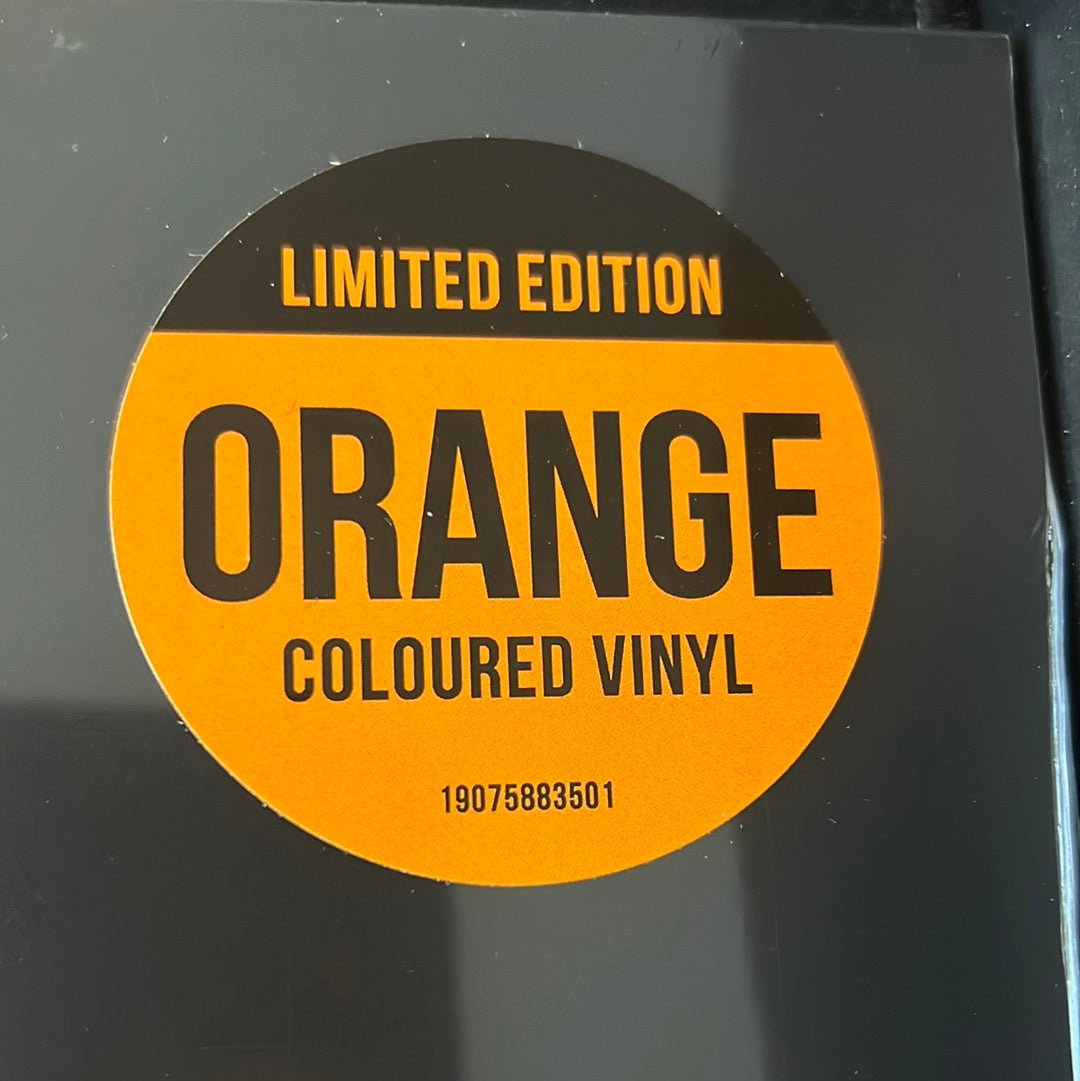 LIMITED EDITION
ORANGE
COLOURED VINYL
19075883501